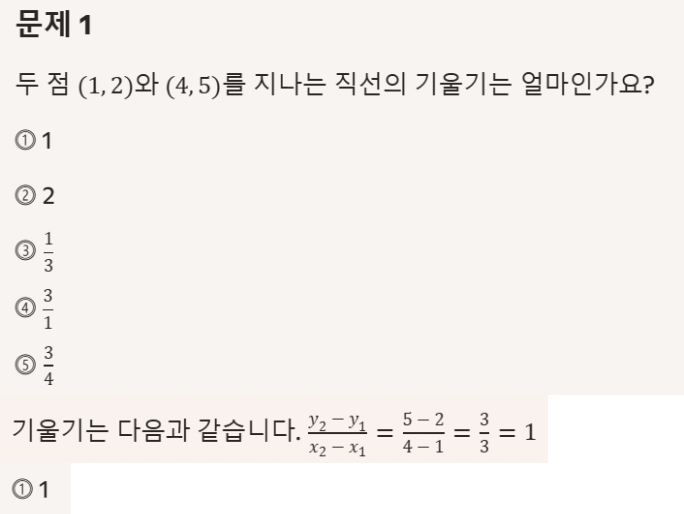 문제 1
두 점 (1, 2)와 (4, 5)를 지나는 직선의 기울기는 얼마인가요?
① 1
② 2
③ 1/3
④ 3/1
⑤ 3/4
기울기는 다음과 같습니다. (y₂ − y₁)/(x₂ − x₁) = (5 − 2)/(4 − 1) = 3/3 = 1
① 1